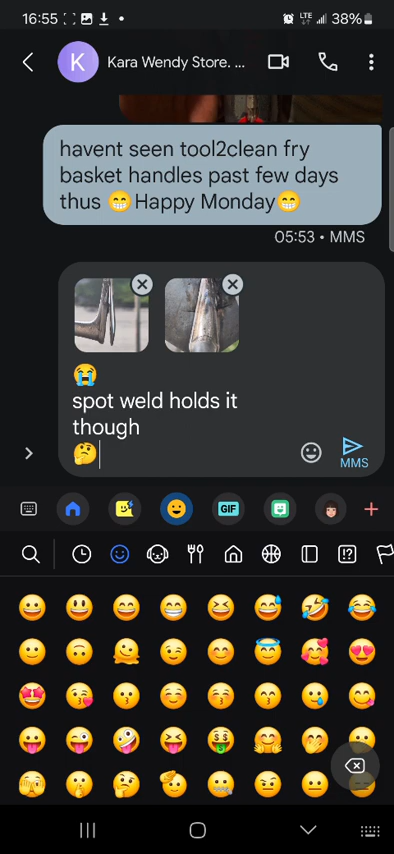 16:55 LTE 38%
K Kara Wendy Store. ...
havent seen tool2clean fry
basket handles past few days
thus 😁Happy Monday😁
05:53 • MMS
😭
spot weld holds it
though
🤔
MMS
GIF
!?